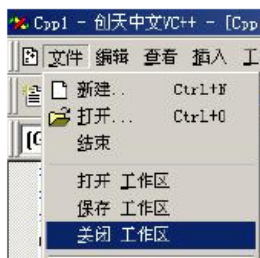 Cpp1 - 创天中文VC++ - [Cpp
文件 编辑 查看 插入 工
新建.. Ctrl+N
打开... Ctrl+O
结束
打开 工作区
保存 工作区
关闭 工作区